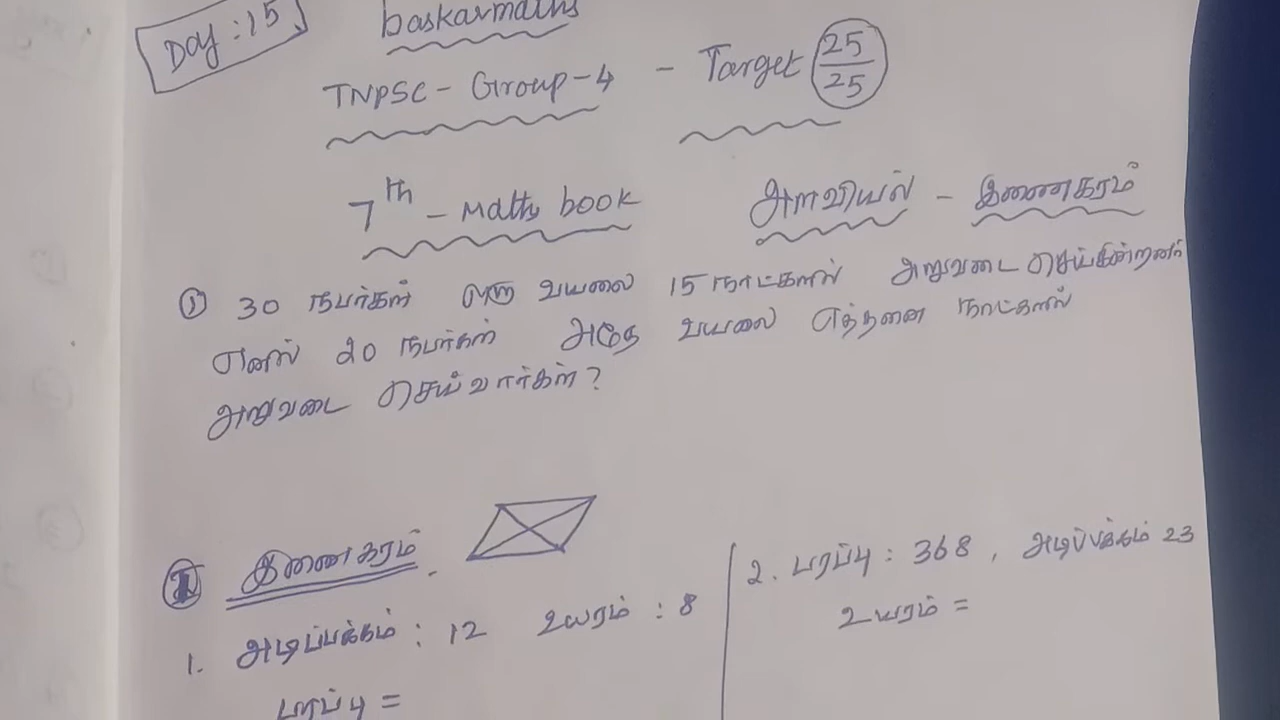 Day : 15
baskarmaths
TNPSC - Group - 4 - Target 25/25
7th - Math book அளவியல் - இணைகரம்
① 30 நபர்கள் ஒரு வயலை 15 நாட்களில் அறுவடை செய்கின்றனர்
எனில் 20 நபர்கள் அதே வயலை எத்தனை நாட்களில்
அறுவடை செய்வார்கள்?
இணைகரம்.
1. அடிப்பக்கம் : 12 உயரம் : 8
பரப்பு =
2. பரப்பு : 368 , அடிப்பக்கம் 23
உயரம் =